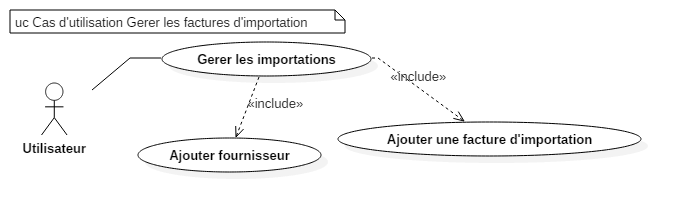 uc Cas d'utilisation Gerer les factures d'importation
Gerer les importations
«include»
«include»
Utilisateur
Ajouter fournisseur
Ajouter une facture d'importation